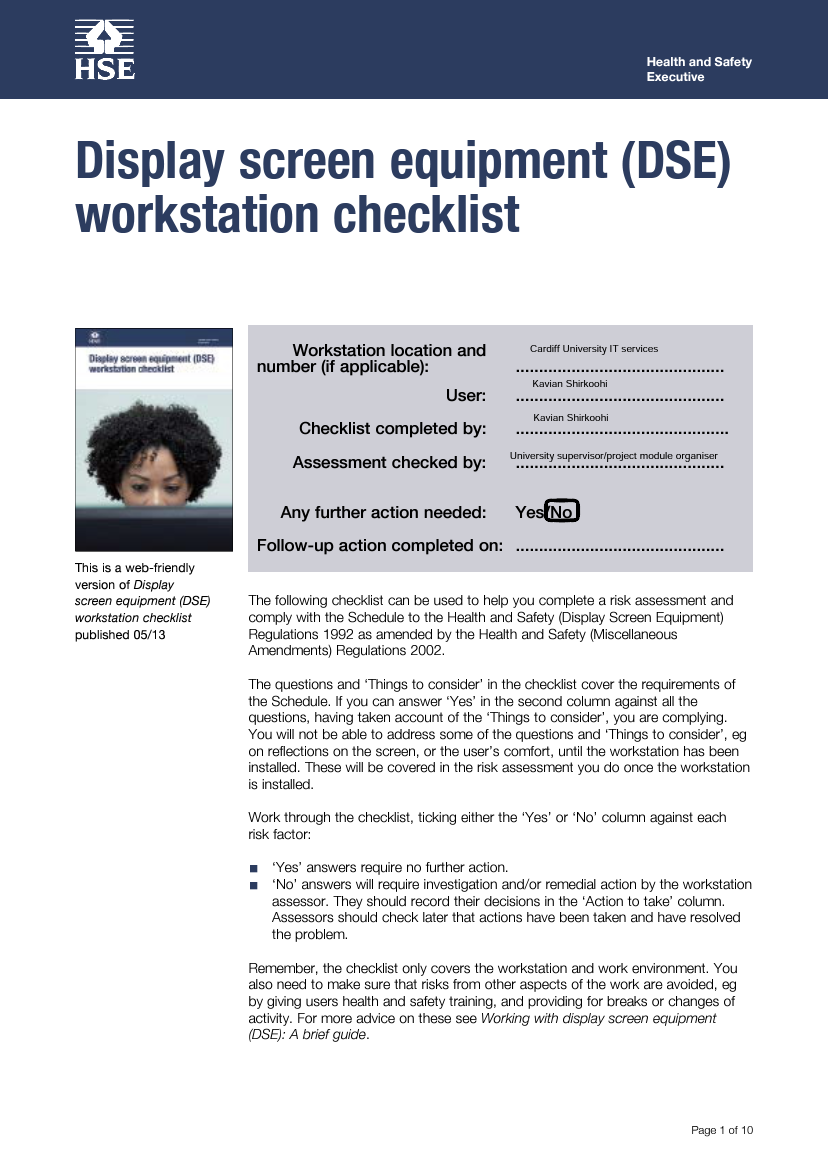 HSE
Health and Safety
Executive
Display screen equipment (DSE)
workstation checklist
Display screen equipment (DSE)
workstation checklist
This is a web-friendly
version of Display
screen equipment (DSE)
workstation checklist
published 05/13
Workstation location and
number (if applicable):
Cardiff University IT services
............................................
User:
Kavian Shirkoohi
............................................
Checklist completed by:
Kavian Shirkoohi
.............................................
Assessment checked by:
University supervisor/project module organiser
............................................
Any further action needed: Yes/No
Follow-up action completed on: ............................................
The following checklist can be used to help you complete a risk assessment and
comply with the Schedule to the Health and Safety (Display Screen Equipment)
Regulations 1992 as amended by the Health and Safety (Miscellaneous
Amendments) Regulations 2002.
The questions and ‘Things to consider’ in the checklist cover the requirements of
the Schedule. If you can answer ‘Yes’ in the second column against all the
questions, having taken account of the ‘Things to consider’, you are complying.
You will not be able to address some of the questions and ‘Things to consider’, eg
on reflections on the screen, or the user’s comfort, until the workstation has been
installed. These will be covered in the risk assessment you do once the workstation
is installed.
Work through the checklist, ticking either the ‘Yes’ or ‘No’ column against each
risk factor:
■ ‘Yes’ answers require no further action.
■ ‘No’ answers will require investigation and/or remedial action by the workstation
assessor. They should record their decisions in the ‘Action to take’ column.
Assessors should check later that actions have been taken and have resolved
the problem.
Remember, the checklist only covers the workstation and work environment. You
also need to make sure that risks from other aspects of the work are avoided, eg
by giving users health and safety training, and providing for breaks or changes of
activity. For more advice on these see Working with display screen equipment
(DSE): A brief guide.
Page 1 of 10